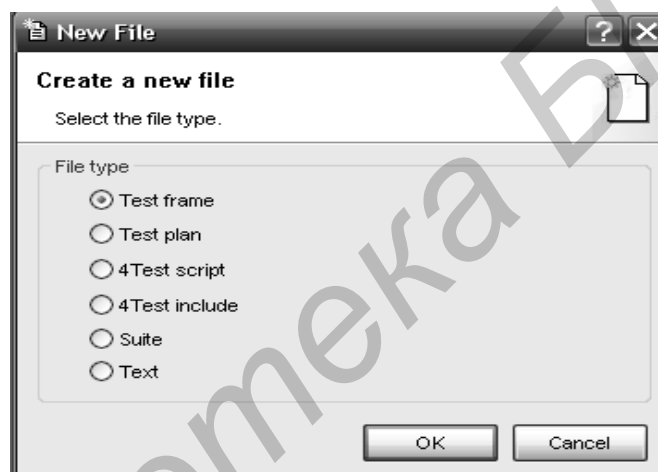 New File
Create a new file
Select the file type.
File type
Test frame
Test plan
4Test script
4Test include
Suite
Text
OK
Cancel